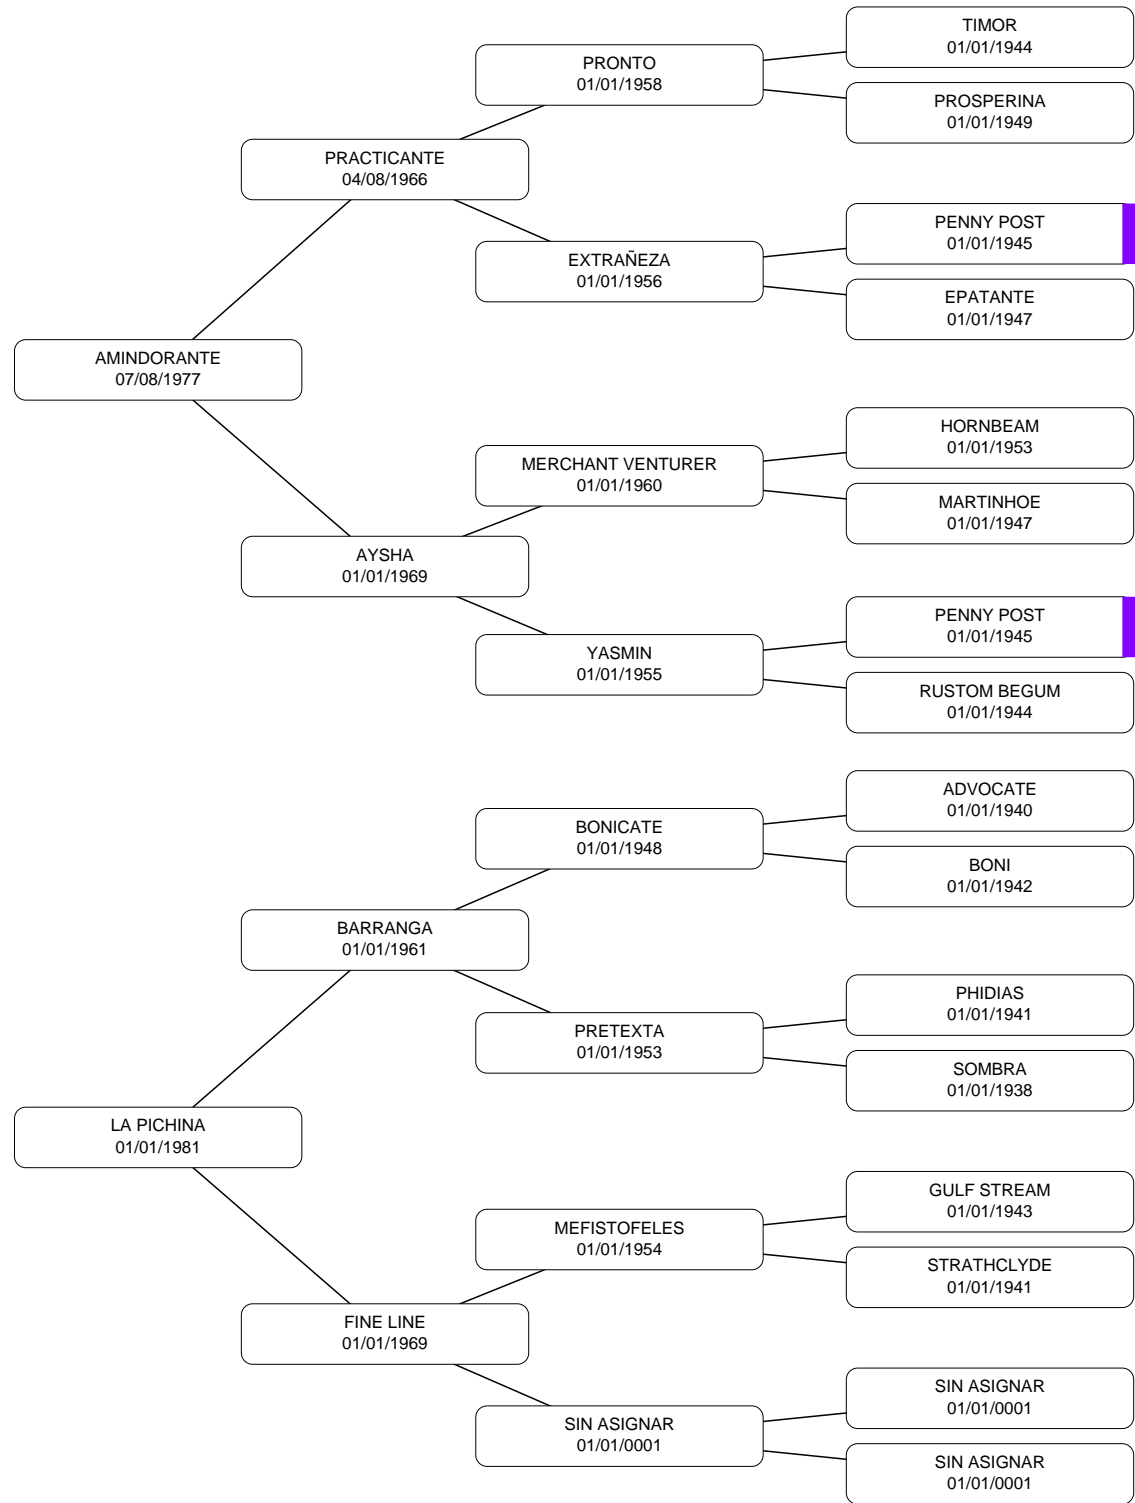 TIMOR
01/01/1944
PRONTO
01/01/1958
PROSPERINA
01/01/1949
PRACTICANTE
04/08/1966
PENNY POST
01/01/1945
EXTRAÑEZA
01/01/1956
EPATANTE
01/01/1947
AMINDORANTE
07/08/1977
HORNBEAM
01/01/1953
MERCHANT VENTURER
01/01/1960
MARTINHOE
01/01/1947
AYSHA
01/01/1969
PENNY POST
01/01/1945
YASMIN
01/01/1955
RUSTOM BEGUM
01/01/1944
ADVOCATE
01/01/1940
BONICATE
01/01/1948
BONI
01/01/1942
BARRANGA
01/01/1961
PHIDIAS
01/01/1941
PRETEXTA
01/01/1953
SOMBRA
01/01/1938
LA PICHINA
01/01/1981
GULF STREAM
01/01/1943
MEFISTOFELES
01/01/1954
STRATHCLYDE
01/01/1941
FINE LINE
01/01/1969
SIN ASIGNAR
01/01/0001
SIN ASIGNAR
01/01/0001
SIN ASIGNAR
01/01/0001